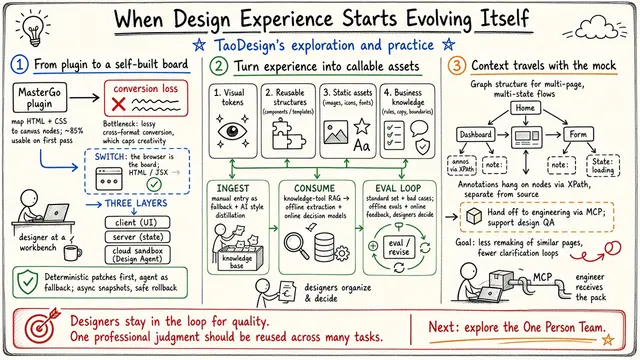 When Design Experience Starts Evolving Itself
TaoDesign's exploration and practice
1 From plugin to a self-built board
MasterGo
plugin
conversion loss
map HTML + CSS
to canvas nodes; ~85%
usable on first pass
Bottleneck: lossy
cross-format conversion,
which caps creativity
SWITCH: the browser is
the board;
HTML / JSX →
THREE LAYERS
client (UI)
server (state)
cloud sandbox
(Design Agent)
designer at a
workbench
Deterministic patches first, agent as
fallback; async snapshots, safe rollback
2 Turn experience into callable assets
1. Visual
tokens
2. Reusable
structures
(components / templates)
3. Static assets
(images, icons, fonts)
Aa
4. Business
knowledge
(rules, copy, boundaries)
INGEST
manual entry as
fallback + AI style
distillation
knowledge
base
CONSUME
knowledge-tool RAG →
offline extraction +
online decision models
EVAL LOOP
standard set + bad cases;
offline evals + online
feedback, designers decide
eval /
revise
designers organize
& decide
3 Context travels with the mock
Graph structure for multi-page,
multi-state flows
Home
Dashboard
Form
annos
via XPath
note:
note:
State:
loading
Annotations hang on nodes via XPath,
separate from source
Hand off to engineering via MCP;
support design QA
Goal: less remaking of similar pages,
fewer clarification loops
MCP
engineer
receives
the pack
Designers stay in the loop for quality.
One professional judgment should be reused across many tasks.
Next: explore the One Person Team.